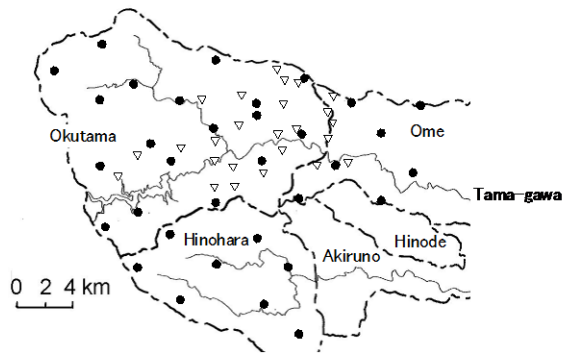 Okutama
Ome
Tama-gawa
Hinohara
Hinode
Akiruno
0 2 4 km